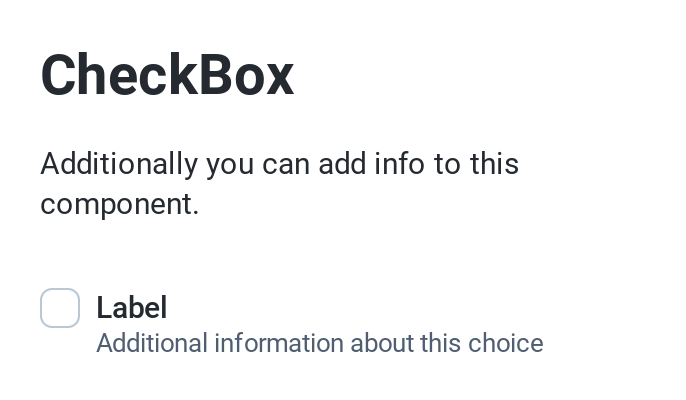 CheckBox
Additionally you can add info to this
component.
Label
Additional information about this choice